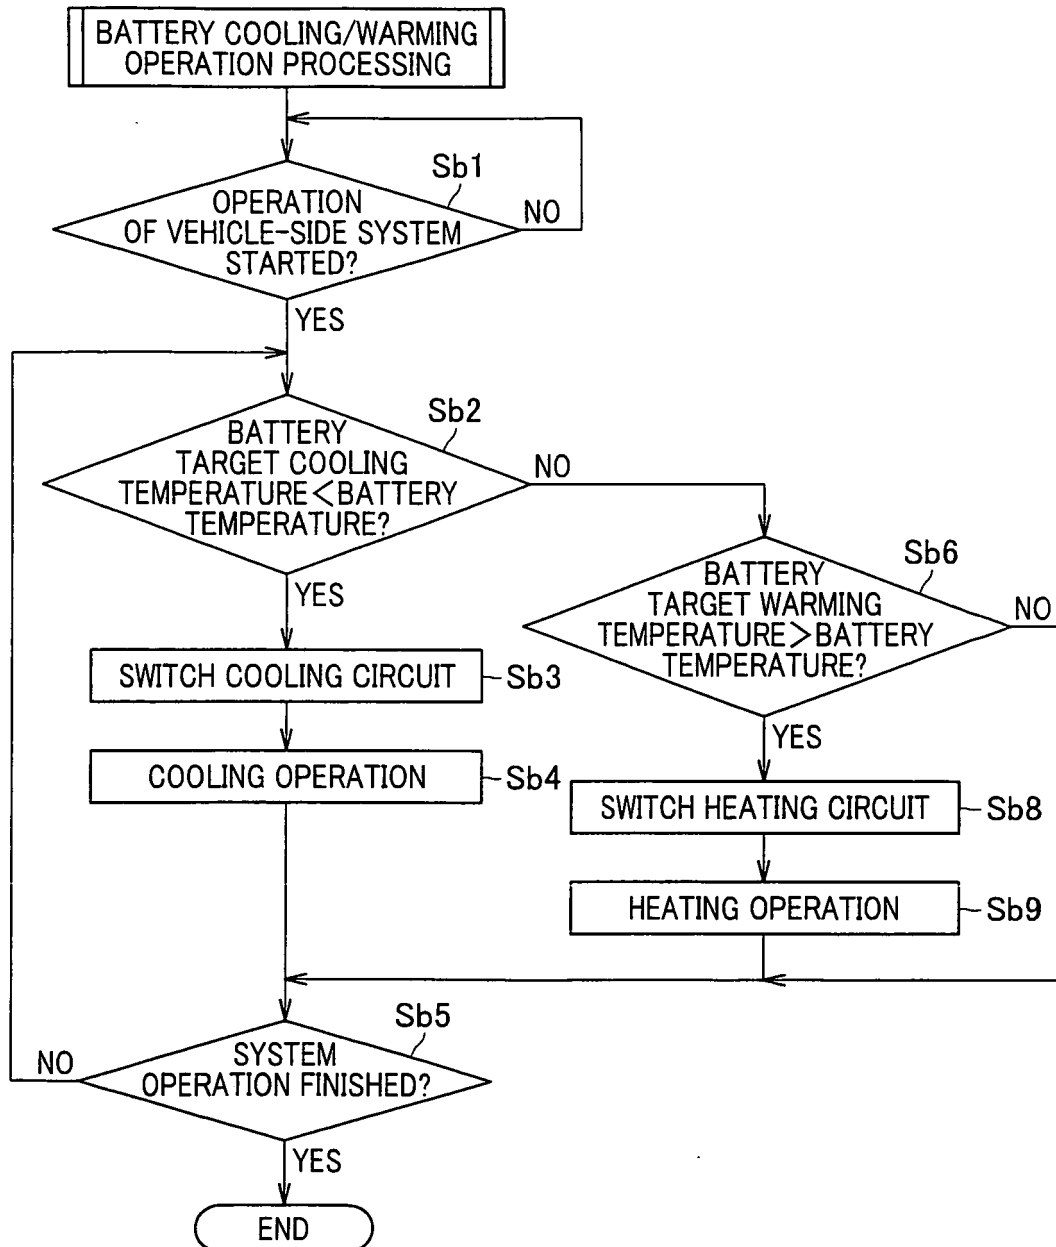 BATTERY COOLING/WARMING
OPERATION PROCESSING
Sb1
OPERATION
OF VEHICLE-SIDE SYSTEM
STARTED?
NO
YES
Sb2
BATTERY
TARGET COOLING
TEMPERATURE<BATTERY
TEMPERATURE?
NO
YES
Sb6
BATTERY
TARGET WARMING
TEMPERATURE>BATTERY
TEMPERATURE?
NO
YES
SWITCH COOLING CIRCUIT
Sb3
COOLING OPERATION
Sb4
SWITCH HEATING CIRCUIT
Sb8
HEATING OPERATION
Sb9
Sb5
SYSTEM
OPERATION FINISHED?
NO
YES
END